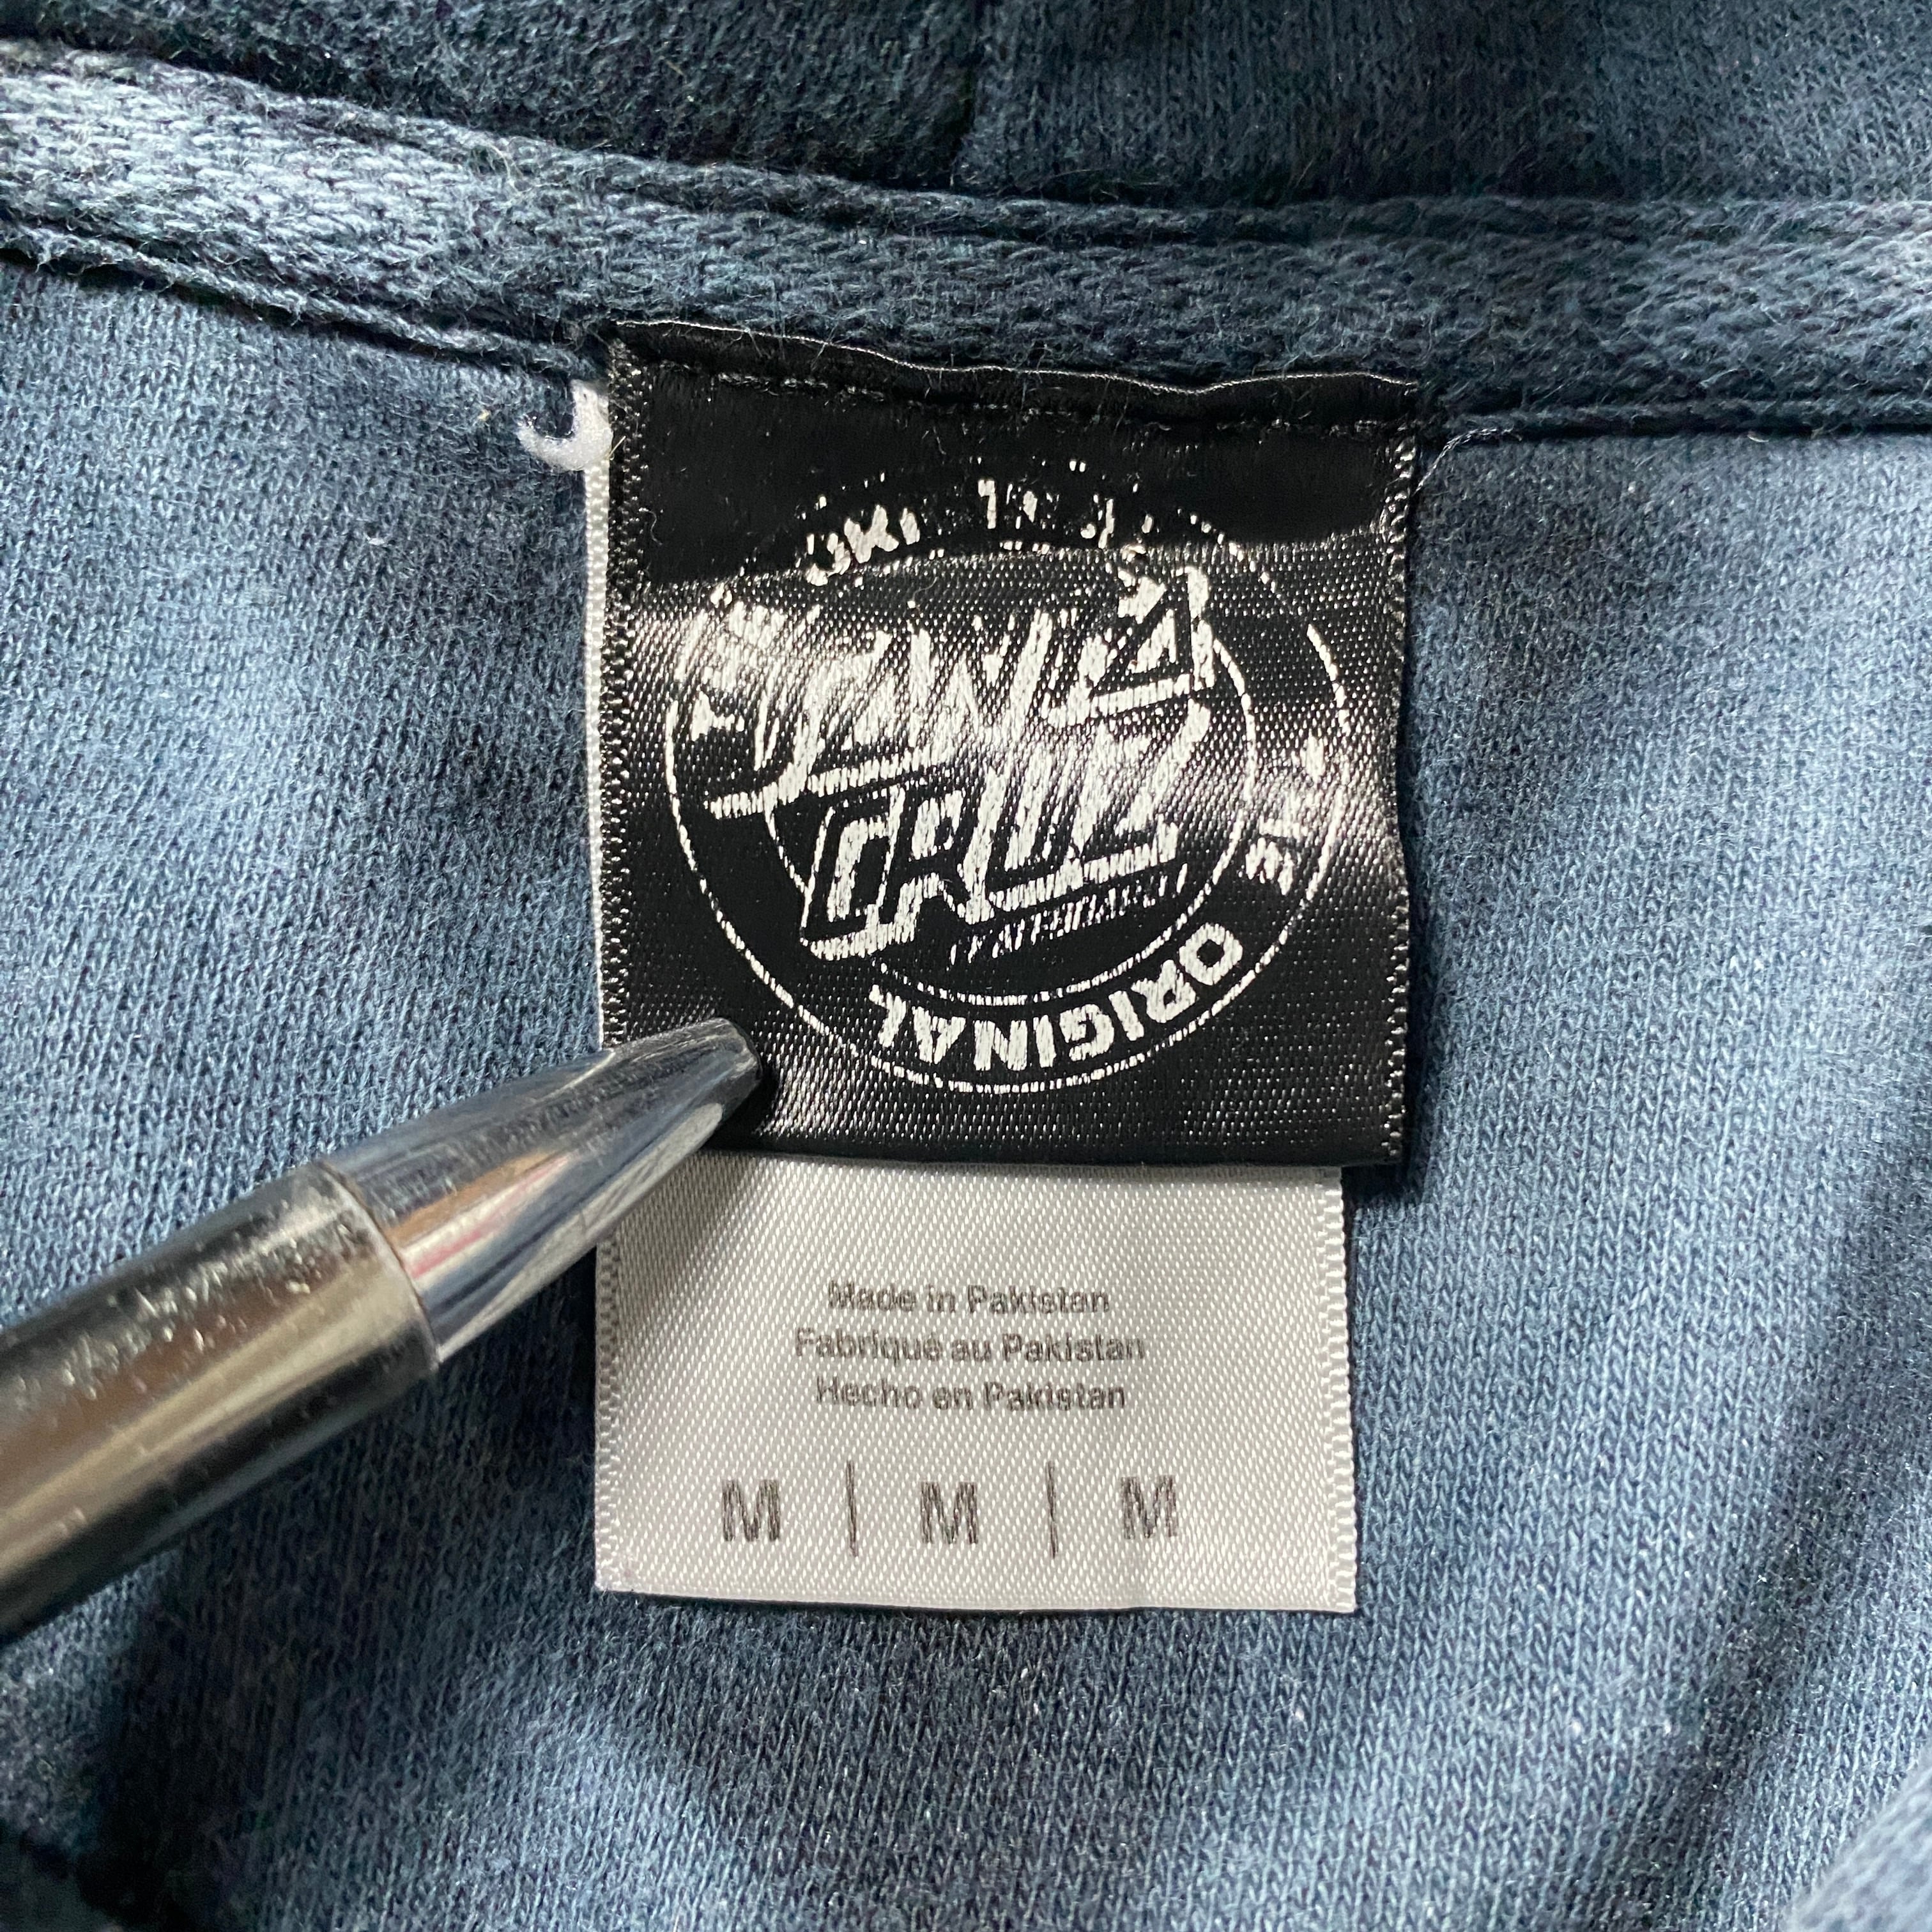 SANTA
CRUZ
ORIGINAL
Made in Pakistan
Fabriqué au Pakistan
Hecho en Pakistan
M | M | M